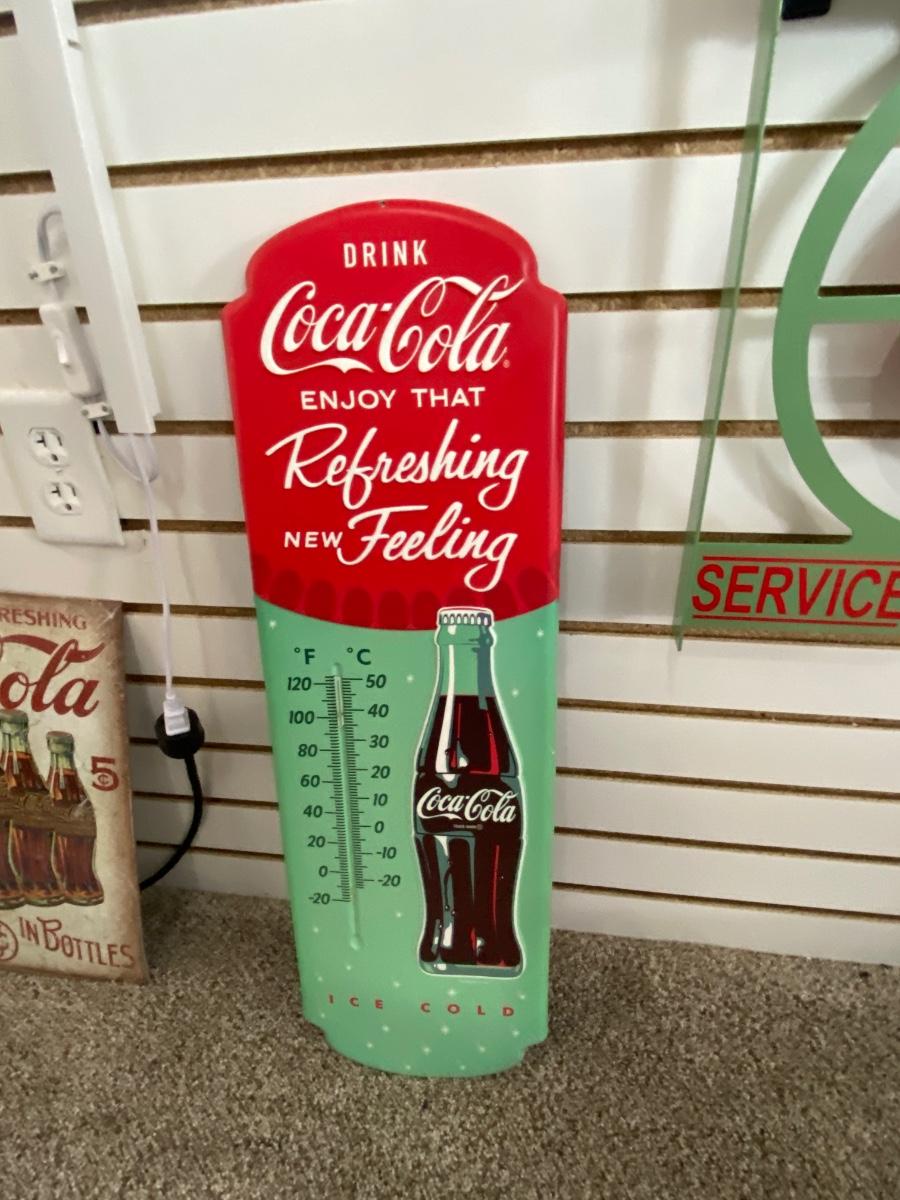 DRINK
Coca-Cola
ENJOY THAT
Refreshing
NEW Feeling
°F °C
120 50
100 40
80 30
60 20
40 10
20 0
0 -10
-20 -20
Coca-Cola
ICE COLD
RESHING
ola
5¢
IN BOTTLES
SERVICE